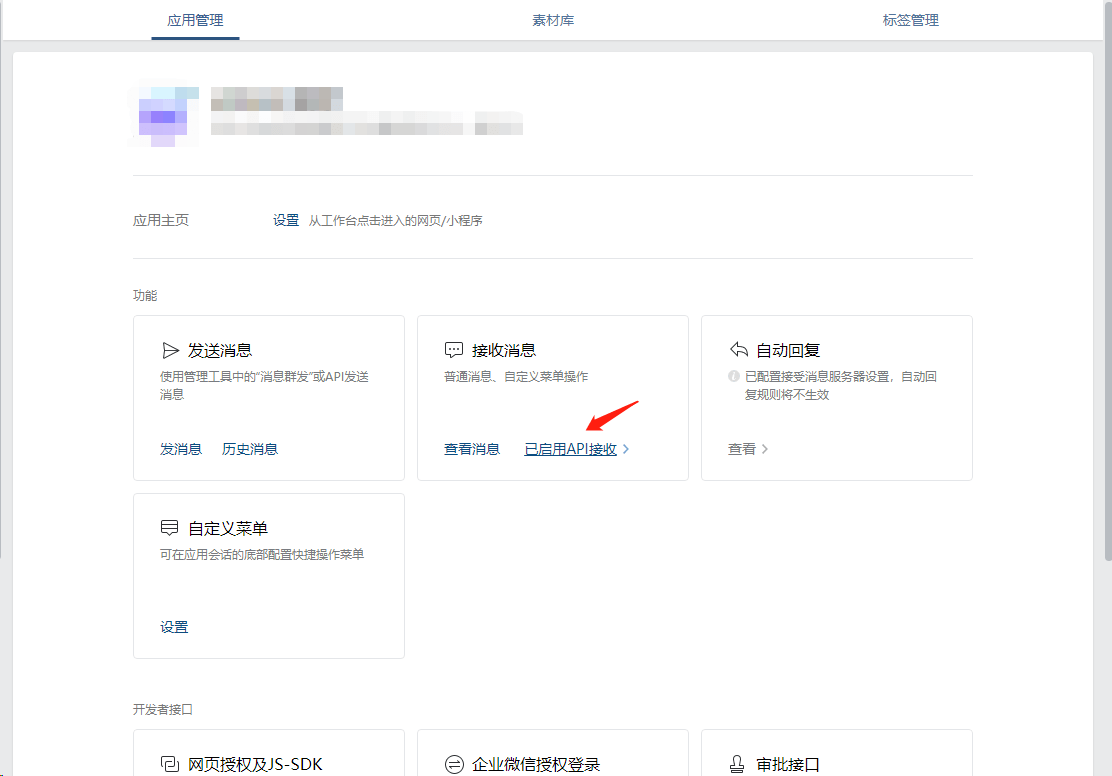 应用管理
素材库
标签管理
应用主页
设置 从工作台点击进入的网页/小程序
功能
发送消息
使用管理工具中的“消息群发”或API发送
消息
发消息 历史消息
接收消息
普通消息、自定义菜单操作
查看消息 已启用API接收
自动回复
已配置接受消息服务器设置，自动回
复规则将不生效
查看
自定义菜单
可在应用会话的底部配置快捷操作菜单
设置
开发者接口
网页授权及JS-SDK
企业微信授权登录
审批接口